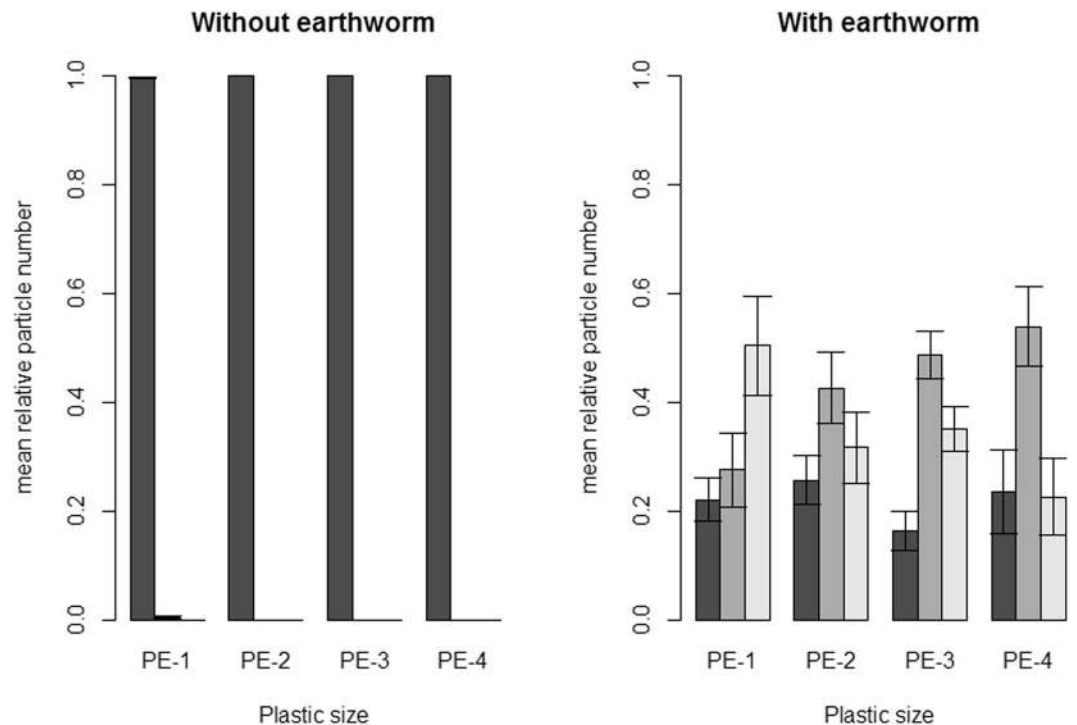 Without earthworm
mean relative particle number
1.0
0.8
0.6
0.4
0.2
0.0
PE-1 PE-2 PE-3 PE-4
Plastic size
With earthworm
mean relative particle number
1.0
0.8
0.6
0.4
0.2
0.0
PE-1 PE-2 PE-3 PE-4
Plastic size